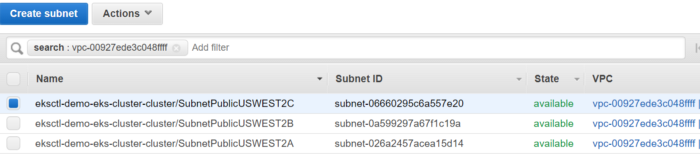 Create subnet Actions
search : vpc-00927ede3c048ffff Add filter
Name Subnet ID State VPC
eksctl-demo-eks-cluster-cluster/SubnetPublicUSWEST2C subnet-06660295c6a557e20 available vpc-00927ede3c048ffff |
eksctl-demo-eks-cluster-cluster/SubnetPublicUSWEST2B subnet-0a599297a67f1c19a available vpc-00927ede3c048ffff |
eksctl-demo-eks-cluster-cluster/SubnetPublicUSWEST2A subnet-026a2457acea15d14 available vpc-00927ede3c048ffff |